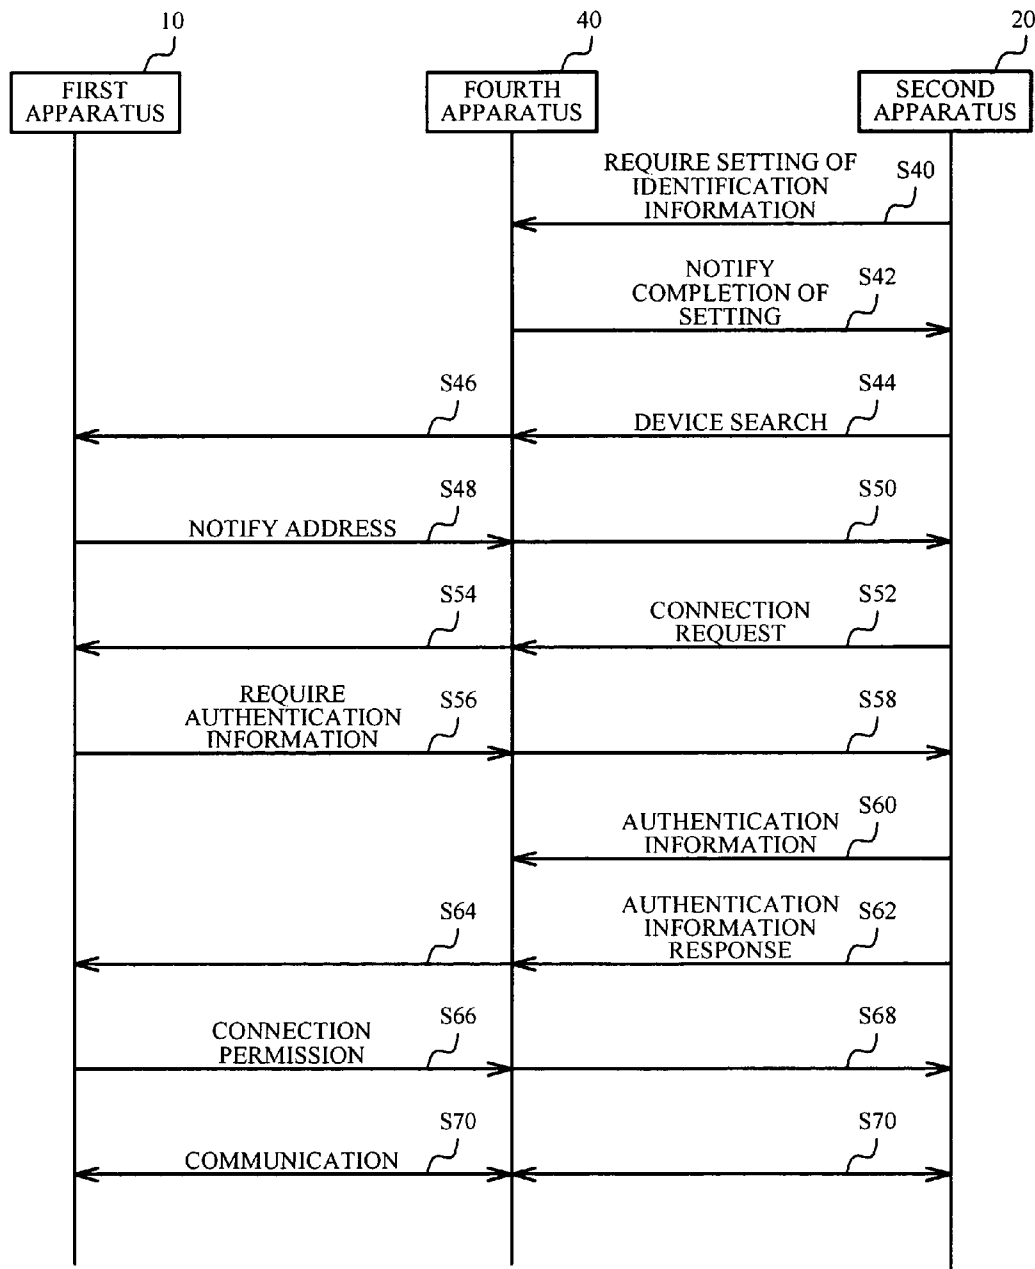 10
40
20
FIRST
APPARATUS
FOURTH
APPARATUS
SECOND
APPARATUS
REQUIRE SETTING OF
IDENTIFICATION
INFORMATION
S40
NOTIFY
COMPLETION OF
SETTING
S42
S46
DEVICE SEARCH
S44
NOTIFY ADDRESS
S48
S50
S54
CONNECTION
REQUEST
S52
REQUIRE
AUTHENTICATION
INFORMATION
S56
S58
AUTHENTICATION
INFORMATION
S60
S64
AUTHENTICATION
INFORMATION
RESPONSE
S62
CONNECTION
PERMISSION
S66
S68
COMMUNICATION
S70
S70